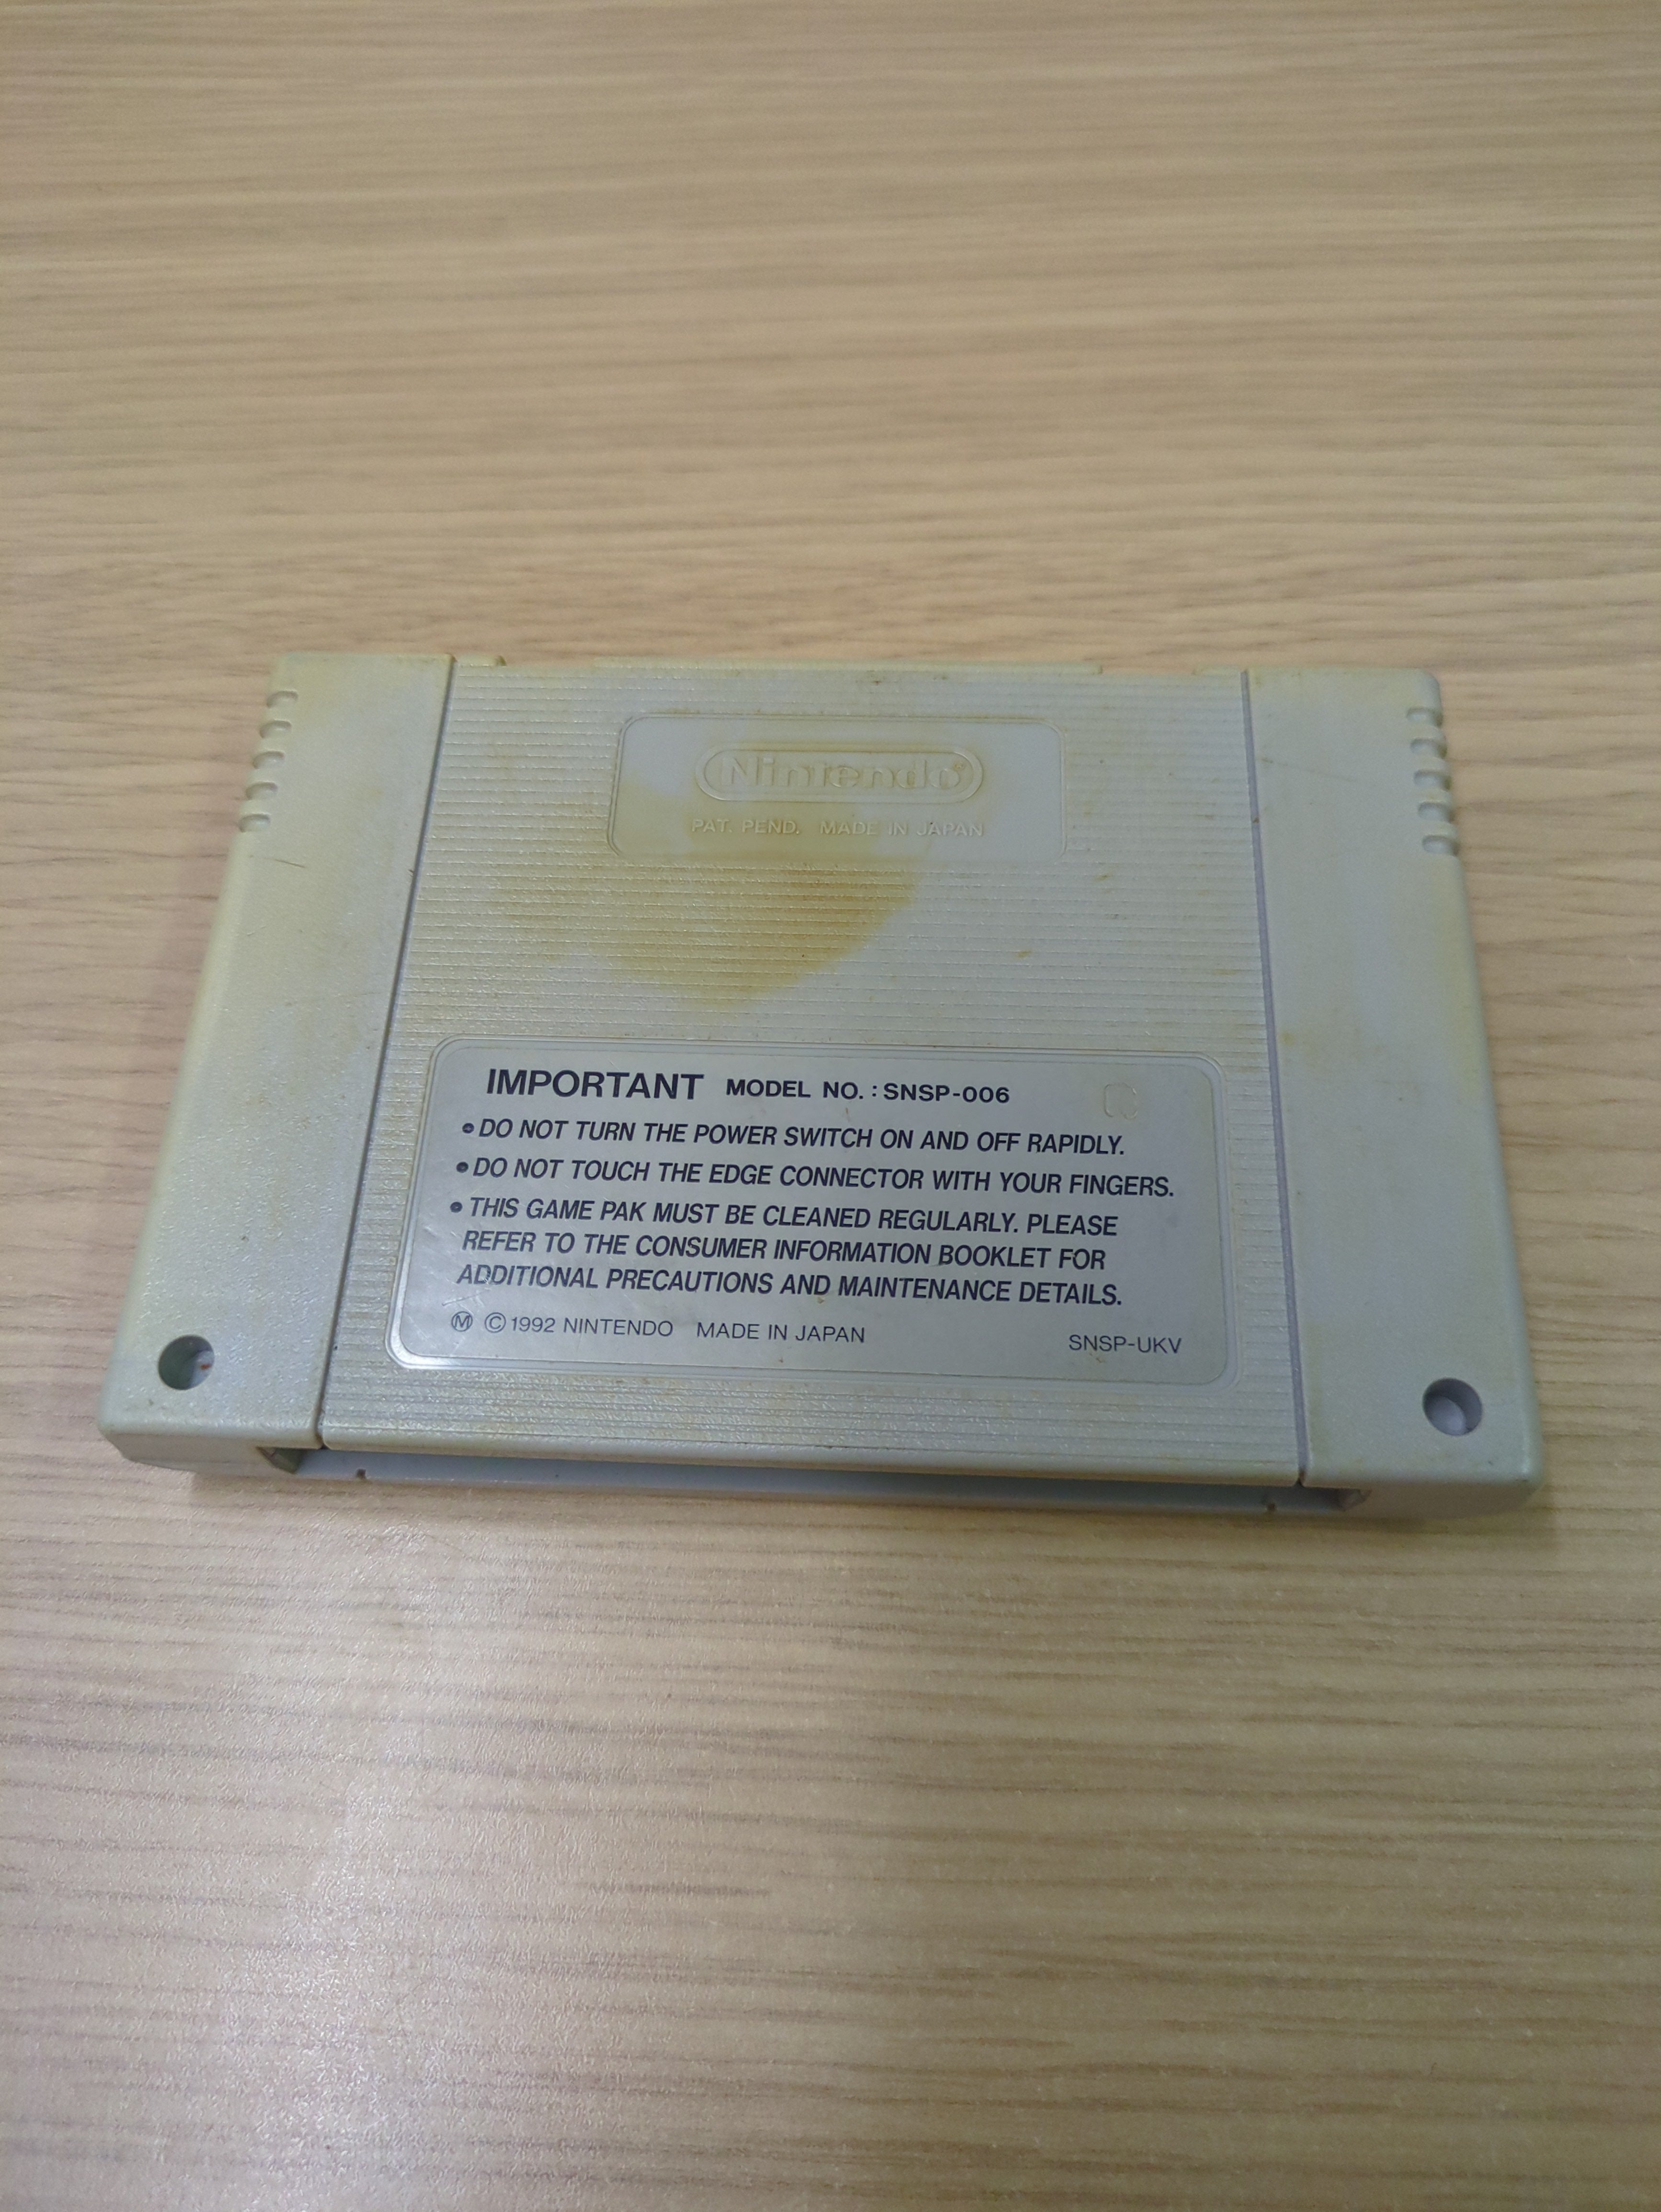 Nintendo®
PAT. PEND. MADE IN JAPAN
IMPORTANT MODEL NO.: SNSP-006
• DO NOT TURN THE POWER SWITCH ON AND OFF RAPIDLY.
• DO NOT TOUCH THE EDGE CONNECTOR WITH YOUR FINGERS.
• THIS GAME PAK MUST BE CLEANED REGULARLY. PLEASE
REFER TO THE CONSUMER INFORMATION BOOKLET FOR
ADDITIONAL PRECAUTIONS AND MAINTENANCE DETAILS.
Ⓜ ©1992 NINTENDO MADE IN JAPAN SNSP-UKV